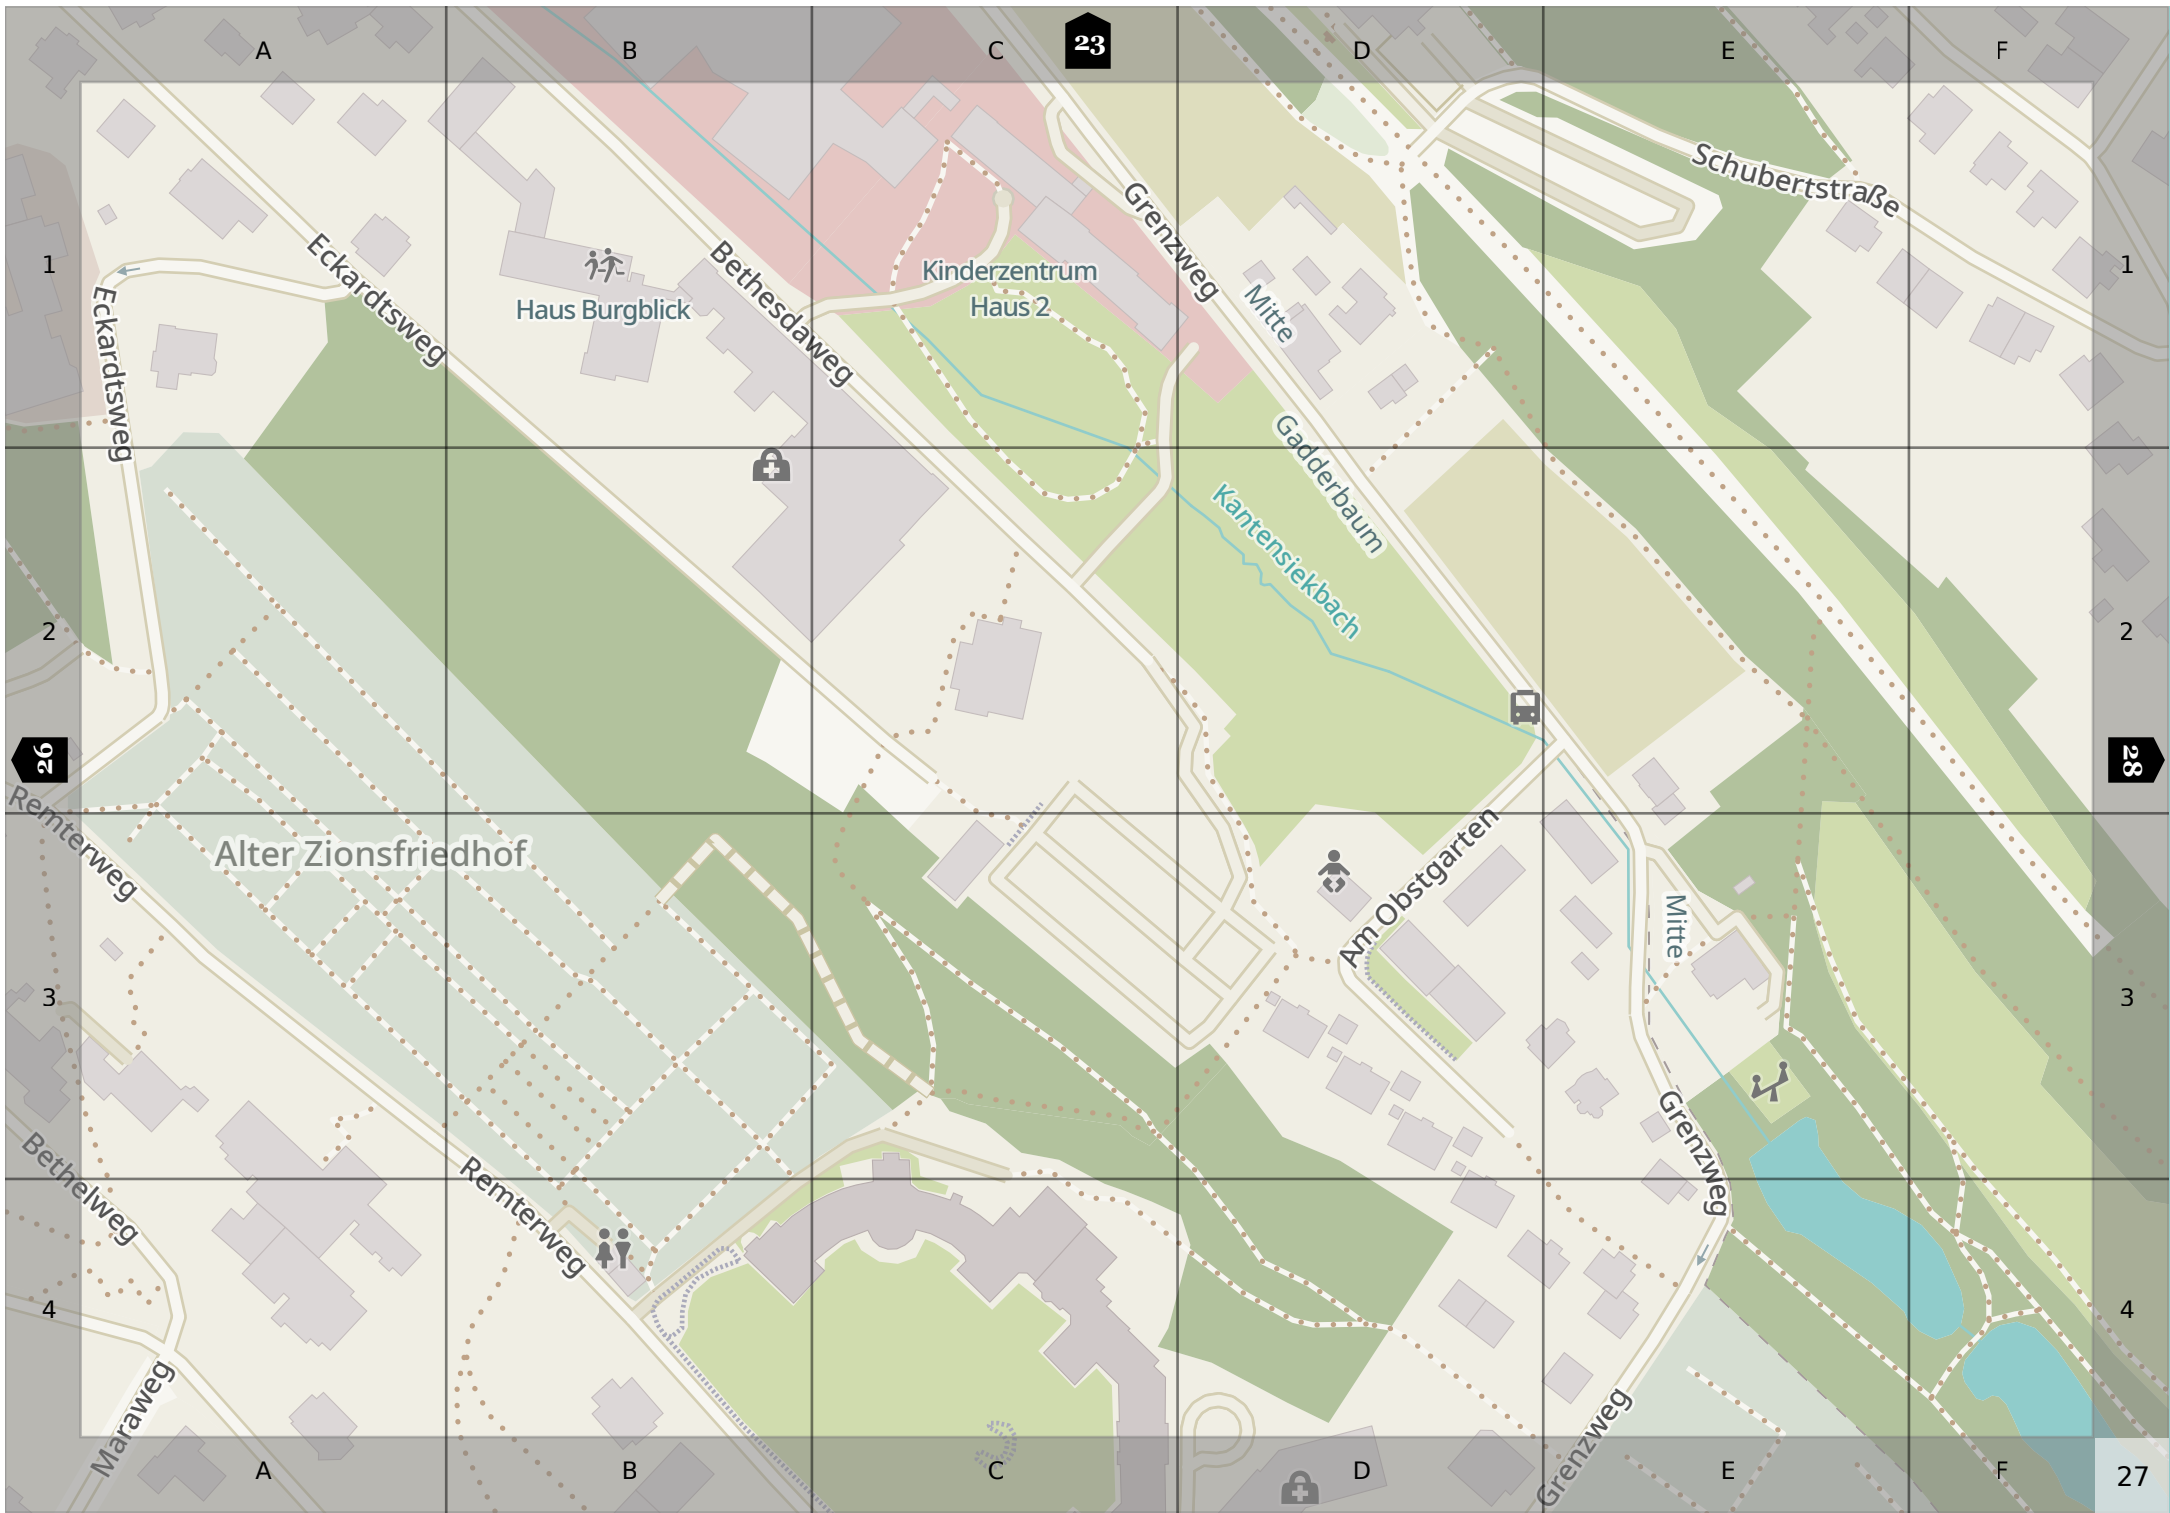 A
B
C
23
D
E
F
Schubertstraße
Grenzweg
Eckardtsweg
Bethesdaweg
1
Kinderzentrum
Haus 2
1
Haus Burgblick
Mitte
Eckardtsweg
Gadderbaum
Kantensiekbach
2
2
26
28
Remterweg
Alter Zionsfriedhof
Am Obstgarten
Mitte
3
3
Grenzweg
Bethelweg
Remterweg
4
4
Maraweg
Grenzweg
A
B
C
D
E
F
27